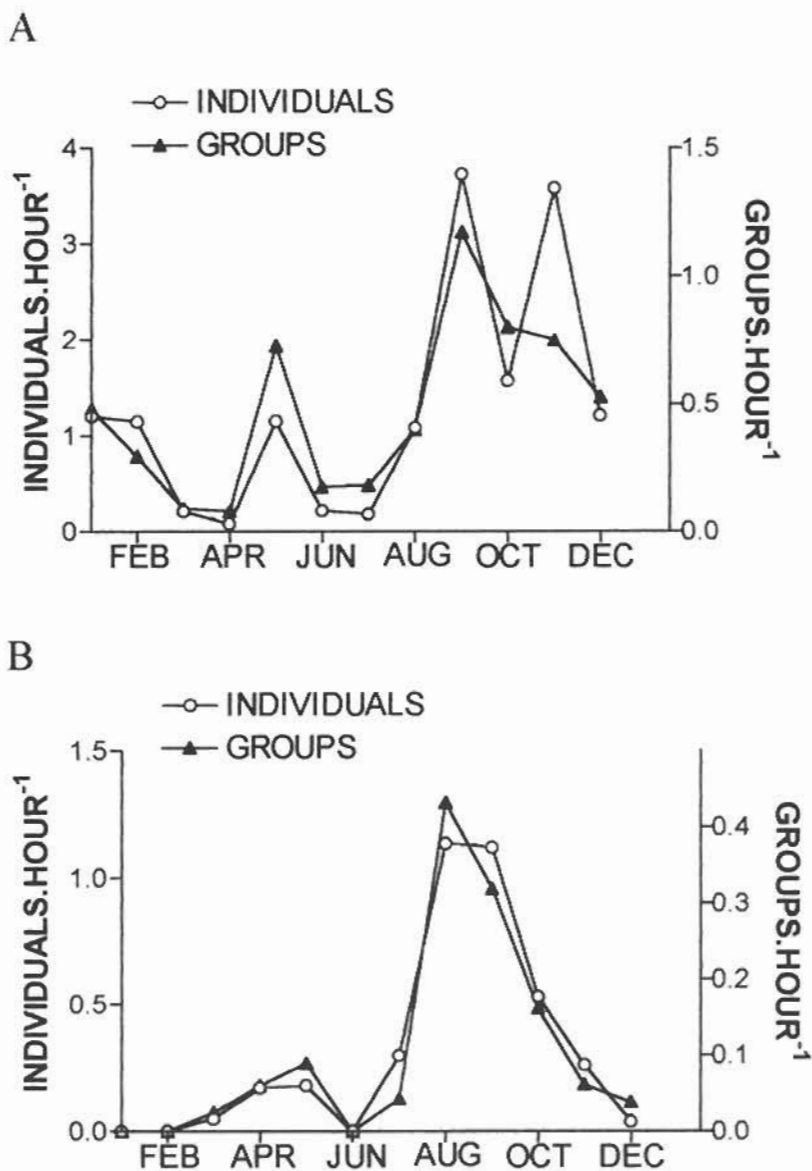 A
INDIVIDUALS
GROUPS
4
3
2
1
0
INDIVIDUALS.HOUR⁻¹
1.5
1.0
0.5
0.0
GROUPS.HOUR⁻¹
FEB APR JUN AUG OCT DEC
B
INDIVIDUALS
GROUPS
1.5
1.0
0.5
0.0
INDIVIDUALS.HOUR⁻¹
0.4
0.3
0.2
0.1
0.0
GROUPS.HOUR⁻¹
FEB APR JUN AUG OCT DEC